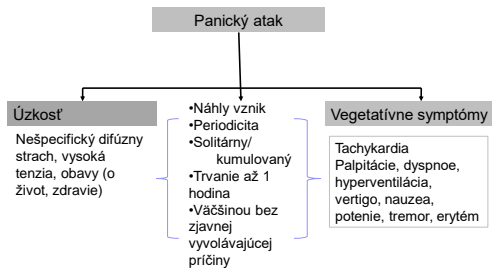 Panický atak
Úzkosť
Nešpecifický difúzny
strach, vysoká
tenzia, obavy (o
život, zdravie)
•Náhly vznik
•Periodicita
•Solitárny/
kumulovaný
•Trvanie až 1
hodina
•Väčšinou bez
zjavnej
vyvolávajúcej
príčiny
Vegetatívne symptómy
Tachykardia
Palpitácie, dyspnoe,
hyperventilácia,
vertigo, nauzea,
potenie, tremor, erytém